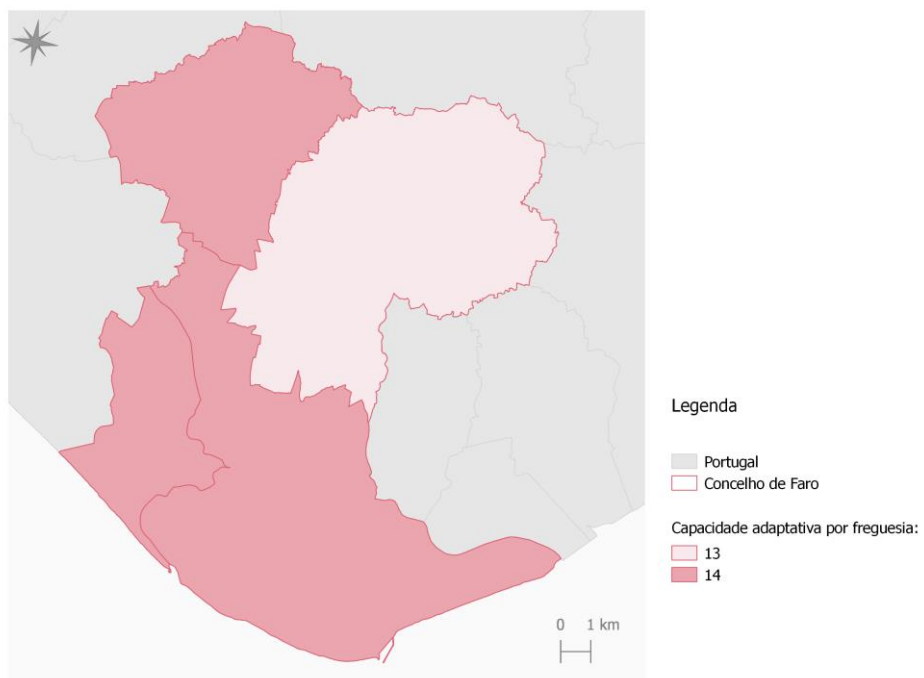 Legenda
Portugal
Concelho de Faro
Capacidade adaptativa por freguesia:
13
14
0 1 km